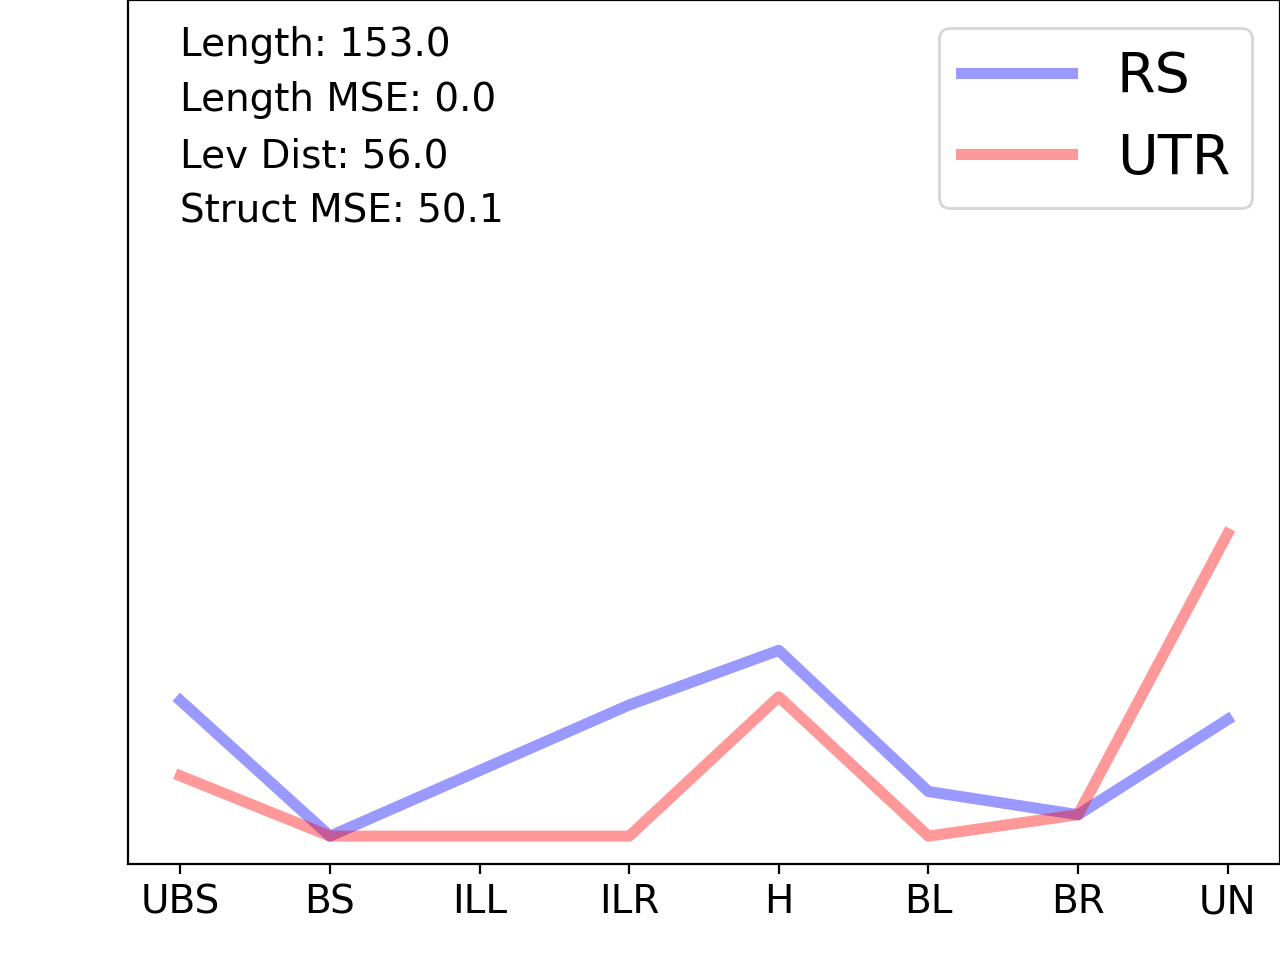 Length: 153.0
Length MSE: 0.0
Lev Dist: 56.0
Struct MSE: 50.1
RS
UTR
UBS BS ILL ILR H BL BR UN